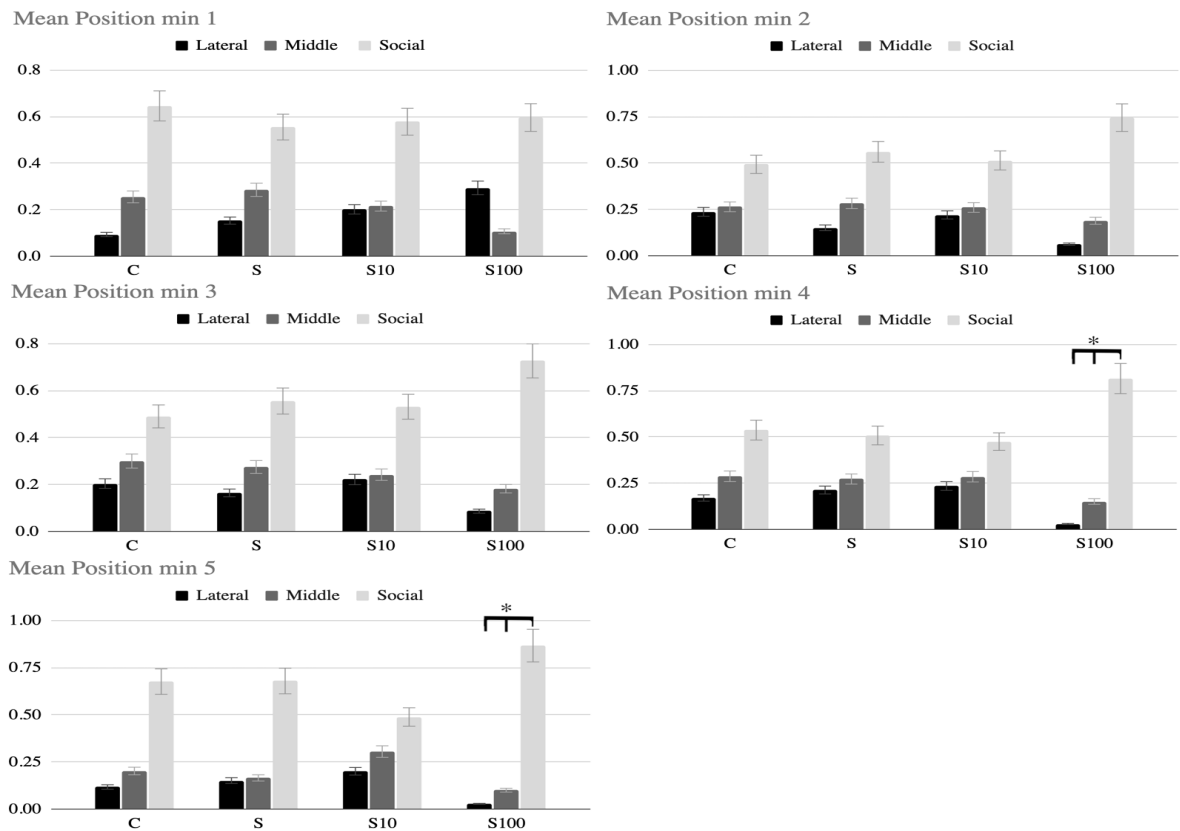 Mean Position min 1
Lateral Middle Social
0.8
0.6
0.4
0.2
0.0
C S S10 S100
Mean Position min 2
Lateral Middle Social
1.00
0.75
0.50
0.25
0.00
C S S10 S100
Mean Position min 3
Lateral Middle Social
0.8
0.6
0.4
0.2
0.0
C S S10 S100
Mean Position min 4
Lateral Middle Social
1.00
*
0.75
0.50
0.25
0.00
C S S10 S100
Mean Position min 5
Lateral Middle Social
1.00
*
0.75
0.50
0.25
0.00
C S S10 S100